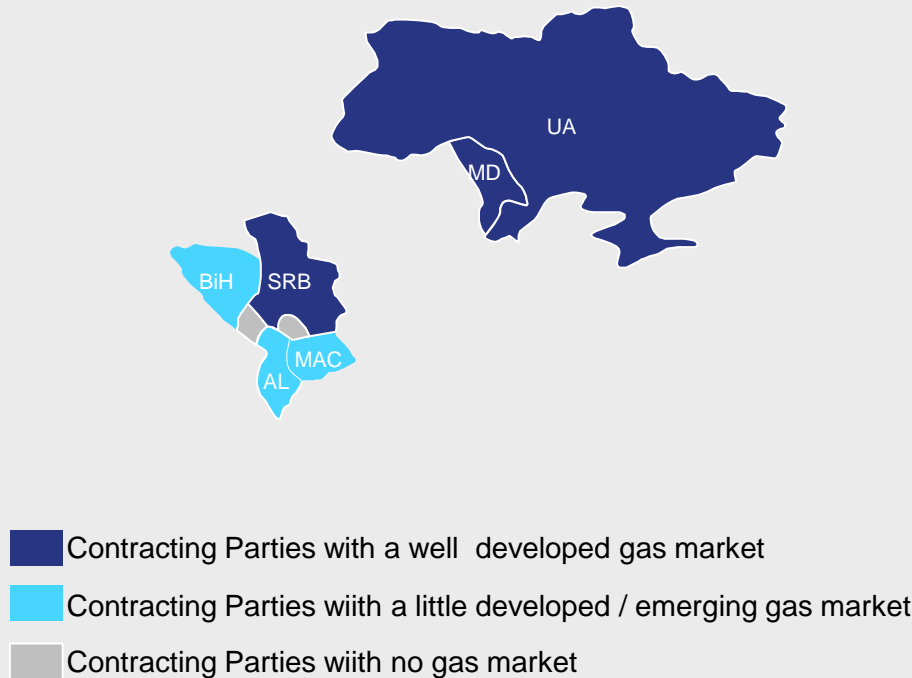 UA
MD
BiH
SRB
MAC
AL
Contracting Parties with a well  developed gas market
Contracting Parties wiith a little developed / emerging gas market
Contracting Parties wiith no gas market